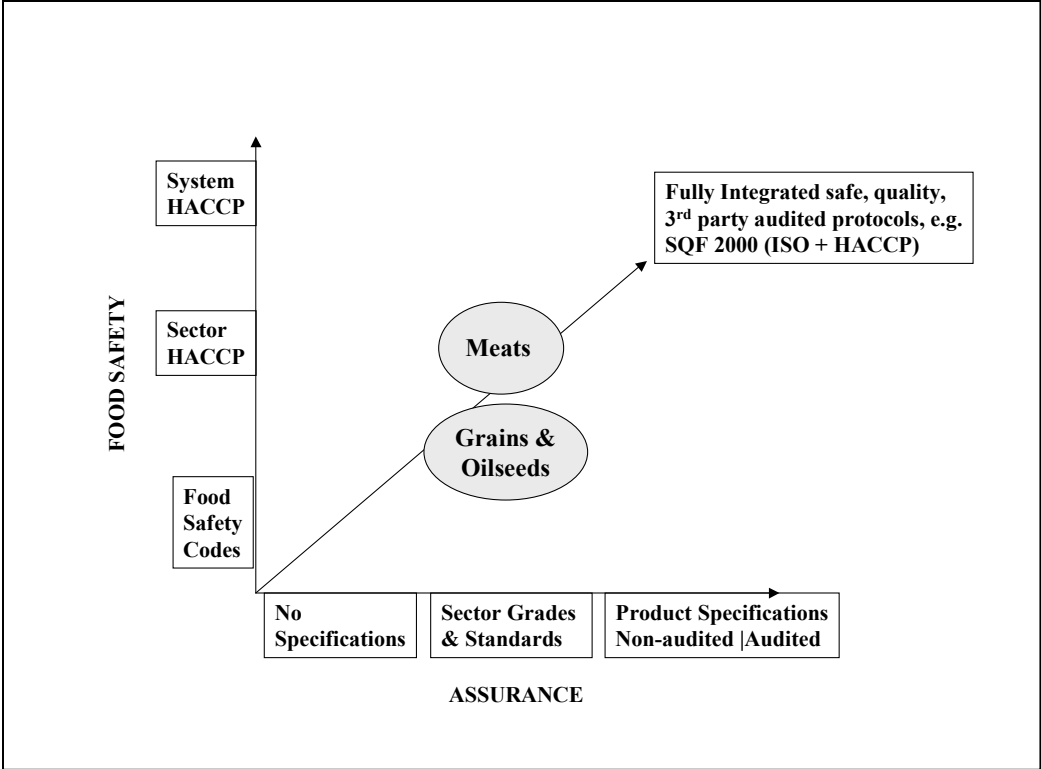 System
HACCP
Fully Integrated safe, quality,
3rd party audited protocols, e.g.
SQF 2000 (ISO + HACCP)
FOOD SAFETY
Sector
HACCP
Meats
Grains &
Oilseeds
Food
Safety
Codes
No
Specifications
Sector Grades
& Standards
Product Specifications
Non-audited |Audited
ASSURANCE